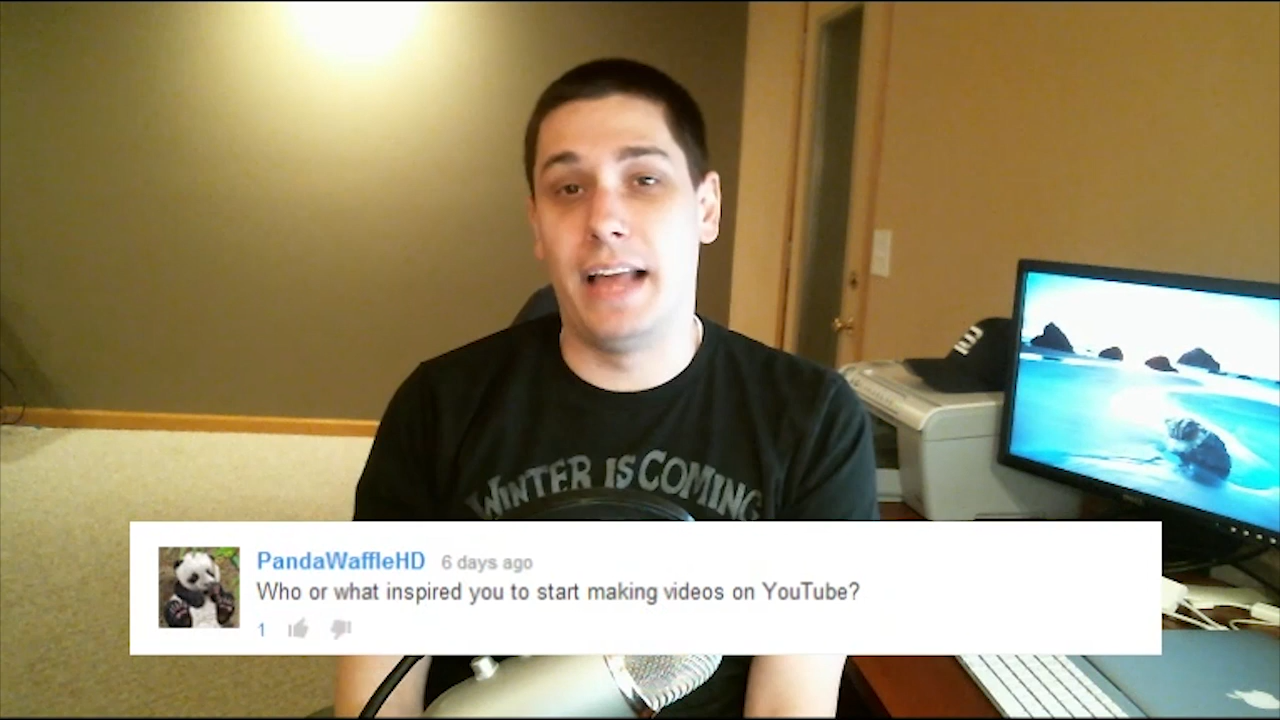 WINTER IS COMING
PandaWaffleHD 6 days ago
Who or what inspired you to start making videos on YouTube?
1